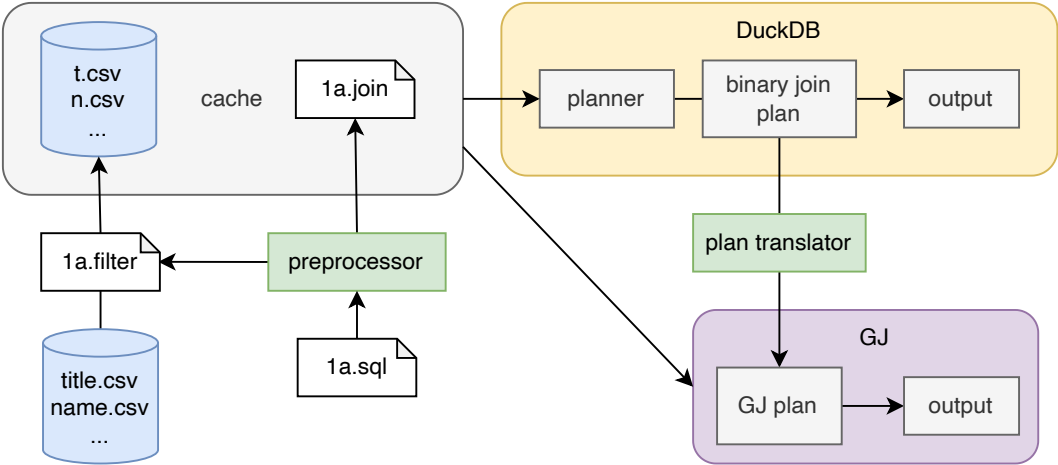 DuckDB
t.csv
n.csv
...
cache
1a.join
planner
binary join
plan
output
1a.filter
preprocessor
plan translator
title.csv
name.csv
...
1a.sql
GJ
GJ plan
output